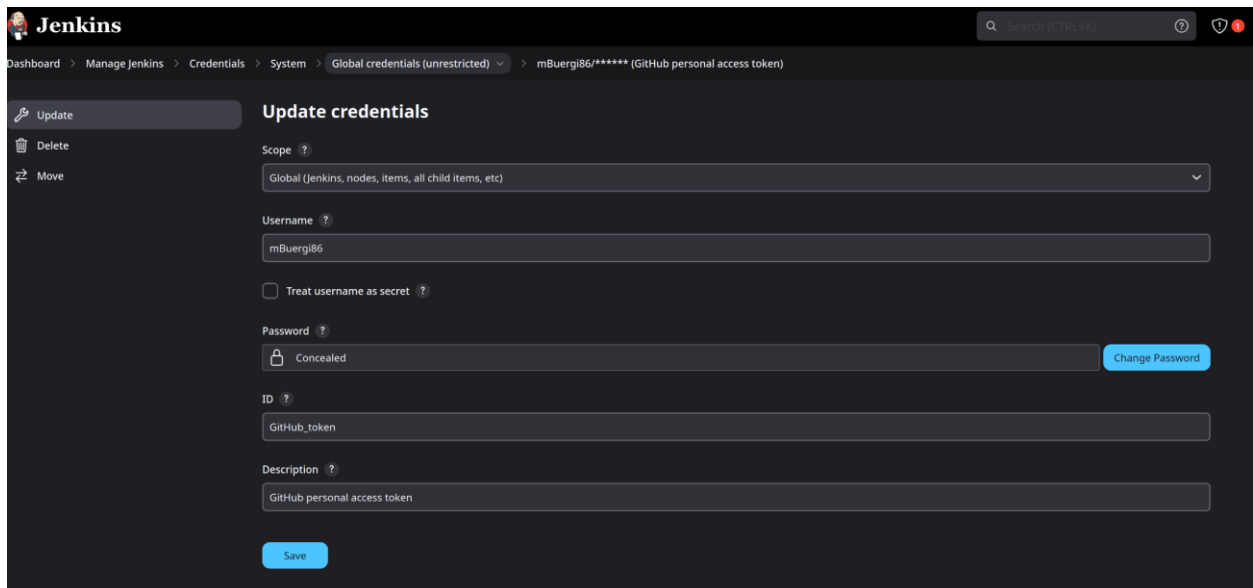 Jenkins
Search (CTRL+K)
1
Dashboard > Manage Jenkins > Credentials > System > Global credentials (unrestricted) > mBuergi86/****** (GitHub personal access token)
Update
Delete
Move
Update credentials
Scope ?
Global (Jenkins, nodes, items, all child items, etc)
Username ?
mBuergi86
Treat username as secret ?
Password ?
Concealed
Change Password
ID ?
GitHub_token
Description ?
GitHub personal access token
Save